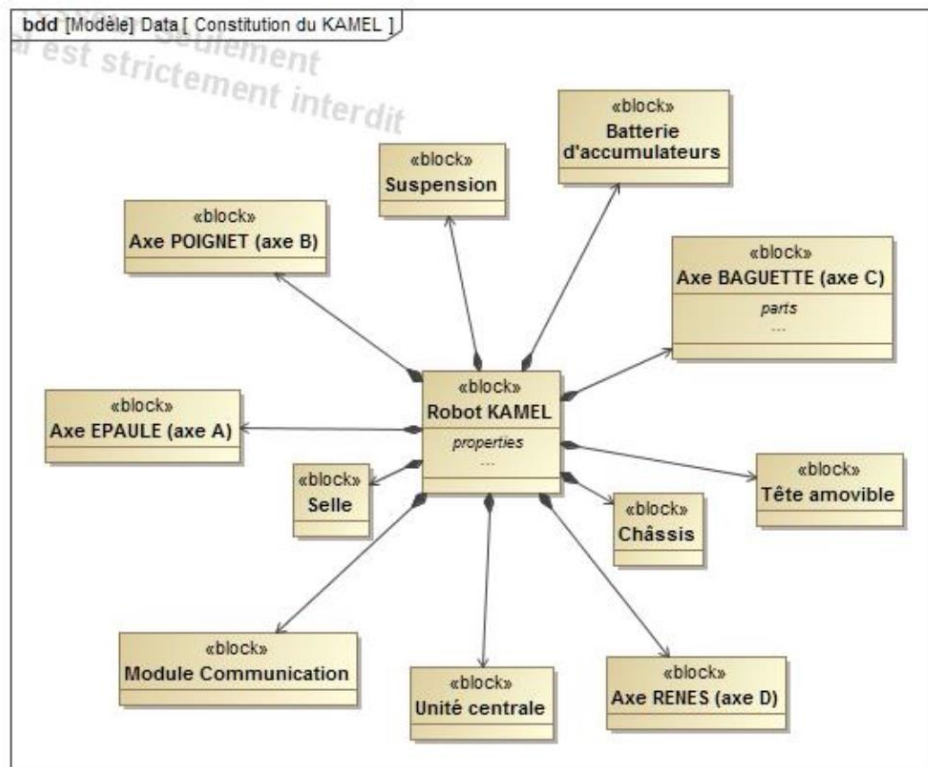 bdd [Modèle] Data [ Constitution du KAMEL ]
Seulement
al est strictement interdit
«block»
Batterie
d'accumulateurs
«block»
Suspension
«block»
Axe POIGNET (axe B)
«block»
Axe BAGUETTE (axe C)
parts
...
«block»
Robot KAMEL
properties
...
«block»
Axe EPAULE (axe A)
«block»
Selle
«block»
Tête amovible
«block»
Châssis
«block»
Module Communication
«block»
Unité centrale
«block»
Axe RENES (axe D)